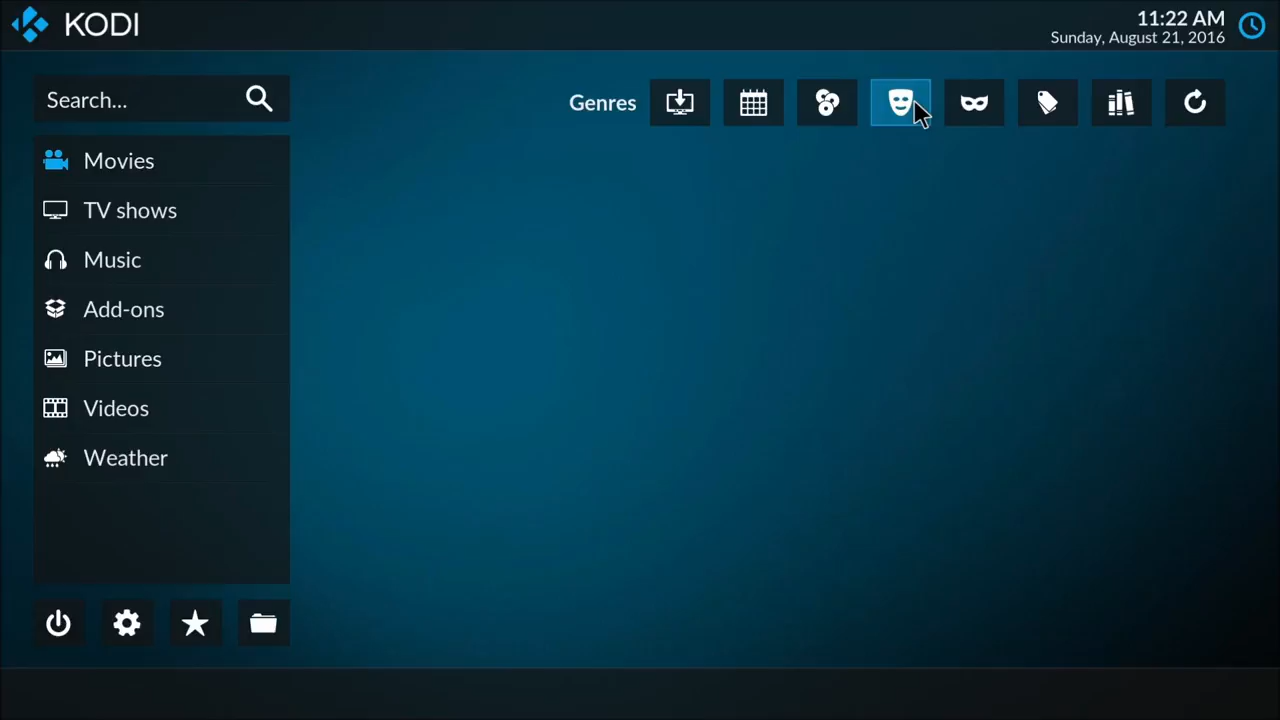 KODI
11:22 AM
Sunday, August 21, 2016
Search...
Genres
Movies
TV shows
Music
Add-ons
Pictures
Videos
Weather